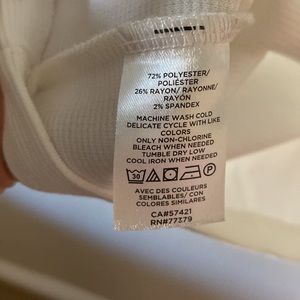 72% POLYESTER/
POLIÉSTER
26% RAYON/ RAYONNE/
RAYÓN
2% SPANDEX
MACHINE WASH COLD
DELICATE CYCLE WITH LIKE
COLORS
ONLY NON-CHLORINE
BLEACH WHEN NEEDED
TUMBLE DRY LOW
COOL IRON WHEN NEEDED
30 P
AVEC DES COULEURS
SEMBLABLES/ CON
COLORES SIMILARES
CA#57421
RN#77379